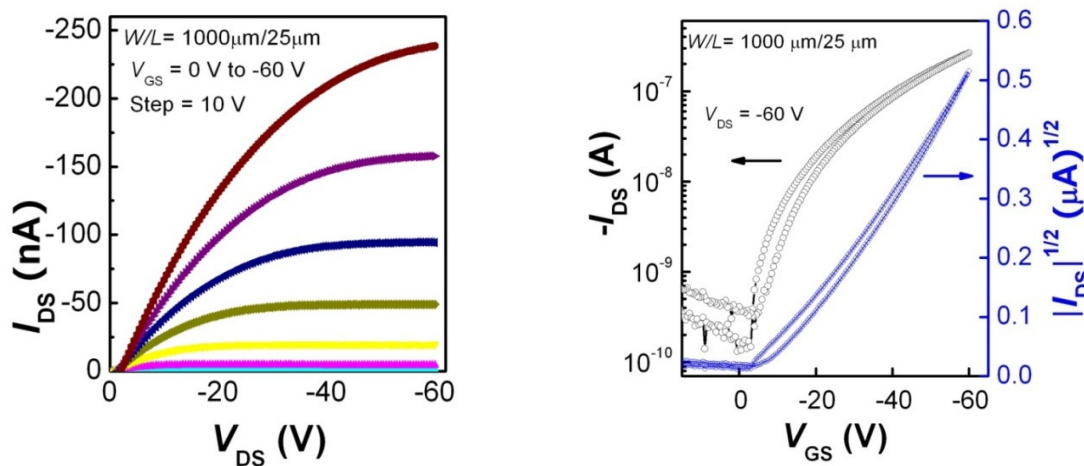 -250
-200
-150
-100
-50
0
W/L= 1000μm/25μm
V_GS = 0 V to -60 V
Step = 10 V
I_DS (nA)
0
-20
-40
-60
V_DS (V)
10⁻⁷
10⁻⁸
10⁻⁹
10⁻¹⁰
-I_DS (A)
W/L= 1000 μm/25 μm
V_DS = -60 V
0
-20
-40
-60
V_GS (V)
0.6
0.5
0.4
0.3
0.2
0.1
0.0
|I_DS|^1/2 (μA)^1/2